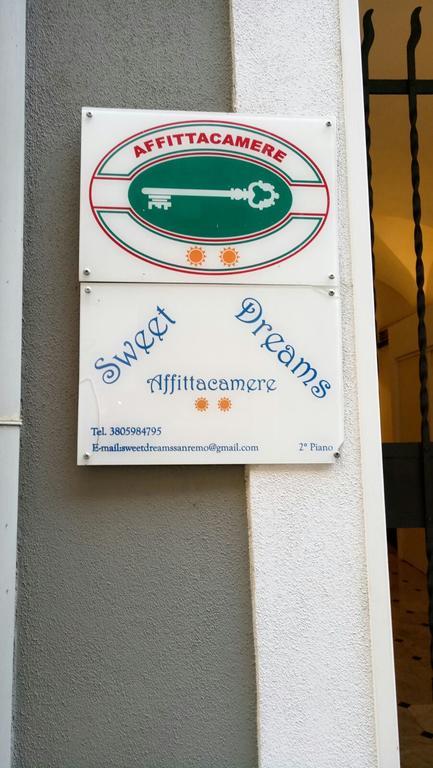 AFFITTACAMERE
Sweet Dreams
Affittacamere
Tel. 3805984795
E-mail:sweetdreamssanremo@gmail.com 2° Piano